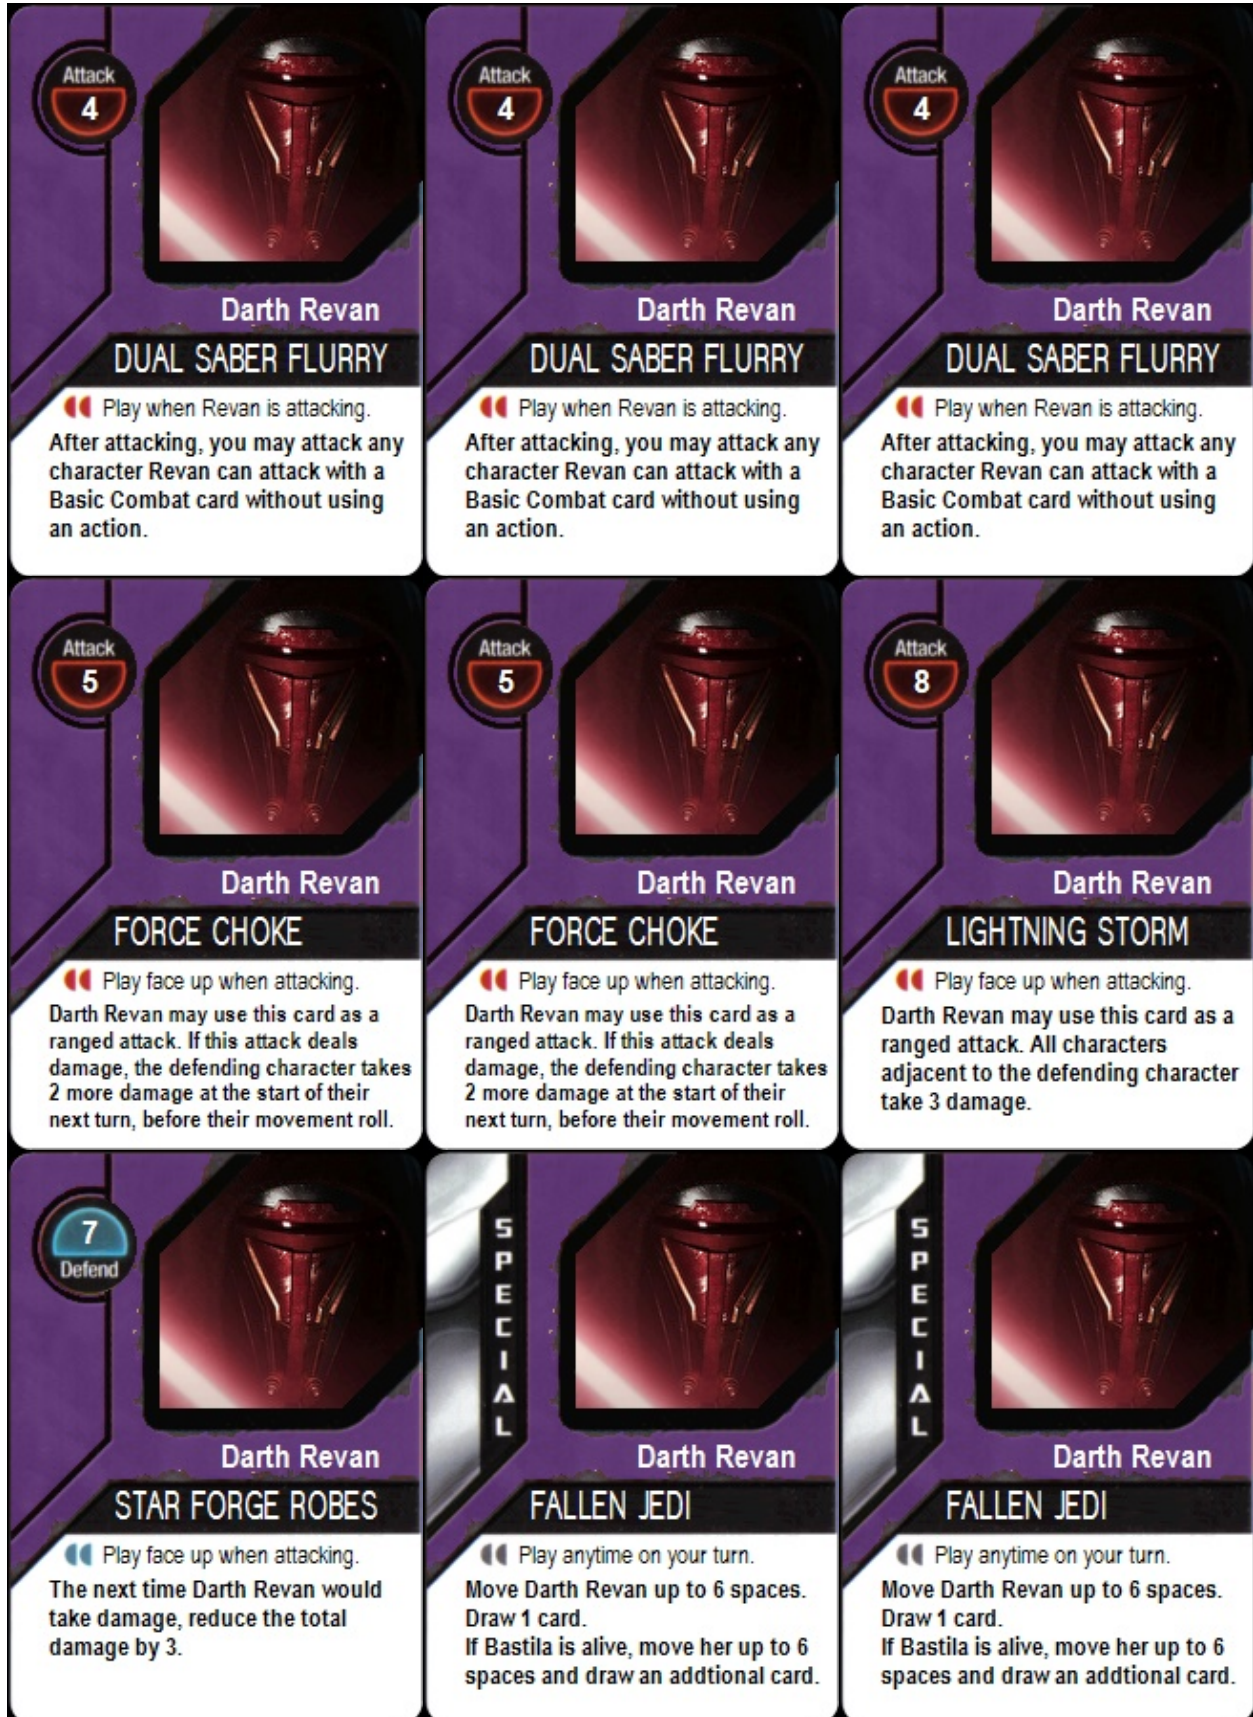 Attack
4
Darth Revan
DUAL SABER FLURRY
Play when Revan is attacking.
After attacking, you may attack any
character Revan can attack with a
Basic Combat card without using
an action.
Attack
4
Darth Revan
DUAL SABER FLURRY
Play when Revan is attacking.
After attacking, you may attack any
character Revan can attack with a
Basic Combat card without using
an action.
Attack
4
Darth Revan
DUAL SABER FLURRY
Play when Revan is attacking.
After attacking, you may attack any
character Revan can attack with a
Basic Combat card without using
an action.
Attack
5
Darth Revan
FORCE CHOKE
Play face up when attacking.
Darth Revan may use this card as a
ranged attack. If this attack deals
damage, the defending character takes
2 more damage at the start of their
next turn, before their movement roll.
Attack
5
Darth Revan
FORCE CHOKE
Play face up when attacking.
Darth Revan may use this card as a
ranged attack. If this attack deals
damage, the defending character takes
2 more damage at the start of their
next turn, before their movement roll.
Attack
8
Darth Revan
LIGHTNING STORM
Play face up when attacking.
Darth Revan may use this card as a
ranged attack. All characters
adjacent to the defending character
take 3 damage.
7
Defend
Darth Revan
STAR FORGE ROBES
Play face up when attacking.
The next time Darth Revan would
take damage, reduce the total
damage by 3.
SPECIAL
Darth Revan
FALLEN JEDI
Play anytime on your turn.
Move Darth Revan up to 6 spaces.
Draw 1 card.
If Bastila is alive, move her up to 6
spaces and draw an addtional card.
SPECIAL
Darth Revan
FALLEN JEDI
Play anytime on your turn.
Move Darth Revan up to 6 spaces.
Draw 1 card.
If Bastila is alive, move her up to 6
spaces and draw an addtional card.